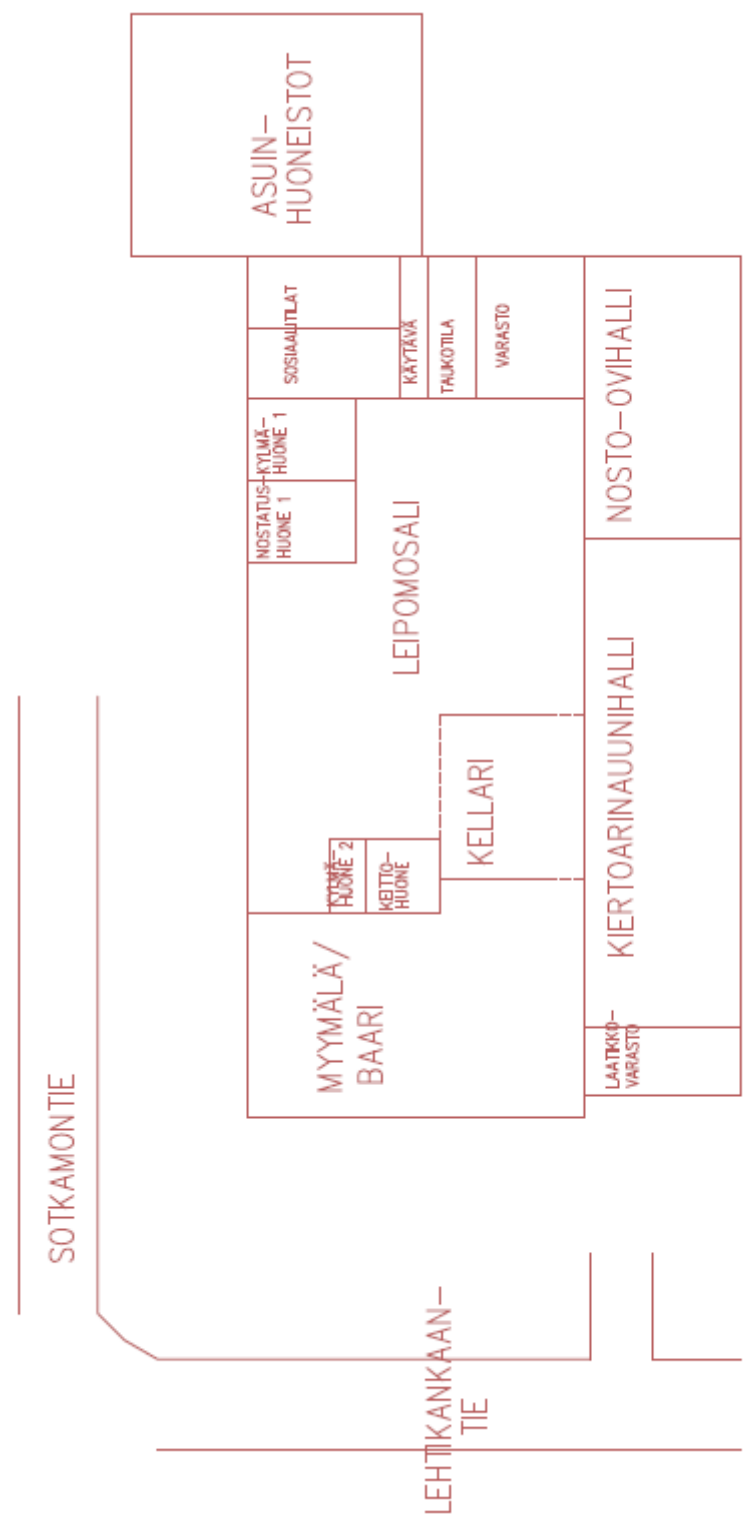 ASUIN-
HUONEISTOT
SOSIAALITILAT
KÄYTÄVÄ
TAUKOTILA
VARASTO
NOSTO-OVIHALLI
KYLMÄ-
HUONE 1
NOSTATUS-
HUONE 1
LEIPOMOSALI
KELLARI
KIERTOARINAUUNIHALLI
KYLMÄ-
HUONE 2
KEITTO-
HUONE
MYYMÄLÄ/
BAARI
LAATIKKO-
VARASTO
SOTKAMONTIE
LEHTIKANKAAN-
TIE